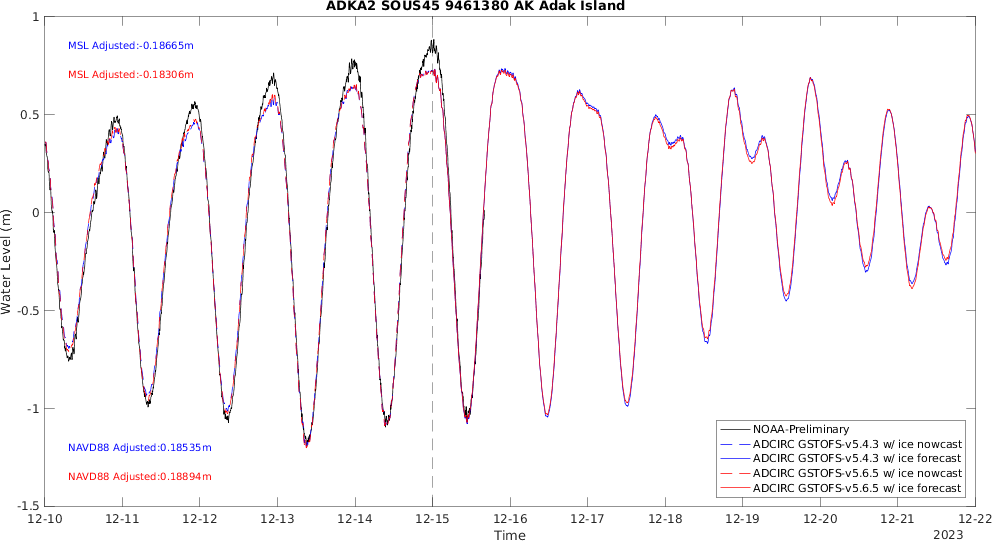 ADKA2 SOUS45 9461380 AK Adak Island
1
MSL Adjusted:-0.18665m
MSL Adjusted:-0.18306m
0.5
0
Water Level (m)
-0.5
-1
NAVD88 Adjusted:0.18535m
NAVD88 Adjusted:0.18894m
NOAA-Preliminary
ADCIRC GSTOFS-v5.4.3 w/ ice nowcast
ADCIRC GSTOFS-v5.4.3 w/ ice forecast
ADCIRC GSTOFS-v5.6.5 w/ ice nowcast
ADCIRC GSTOFS-v5.6.5 w/ ice forecast
-1.5
12-10 12-11 12-12 12-13 12-14 12-15 12-16 12-17 12-18 12-19 12-20 12-21 12-22
Time
2023